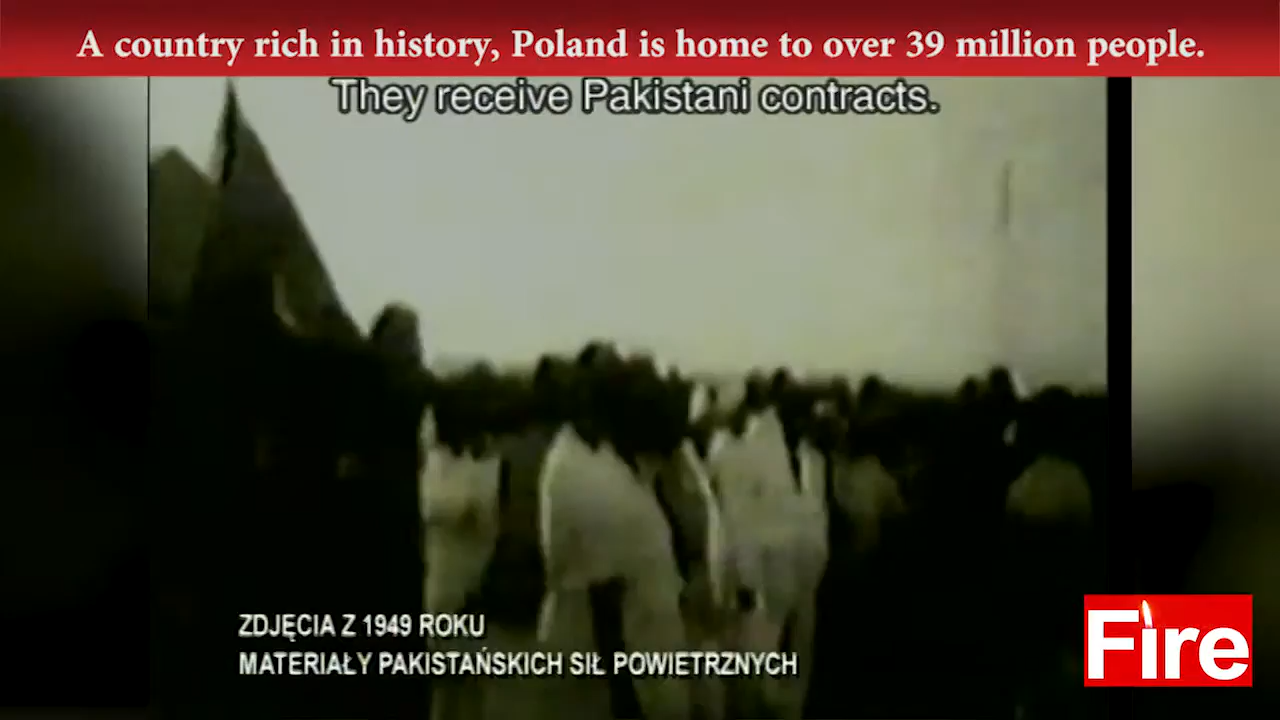 A country rich in history, Poland is home to over 39 million people.
They receive Pakistani contracts.
ZDJĘCIA Z 1949 ROKU
MATERIAŁY PAKISTAŃSKICH SIŁ POWIETRZNYCH
Fire